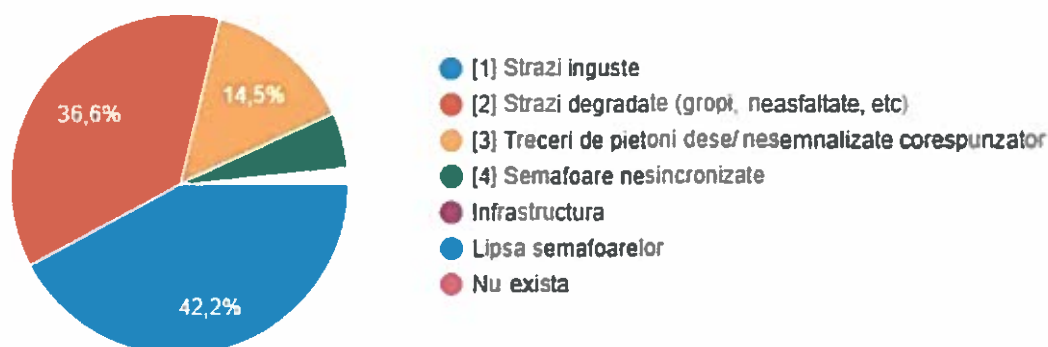 36,6%
14,5%
42,2%
[1] Strazi inguste
[2] Strazi degradate (gropi, neasfaltate, etc)
[3] Treceri de pietoni dese/ nesemnalizate corespunzator
[4] Semafoare nesincronizate
Infrastructura
Lipsa semafoarelor
Nu exista